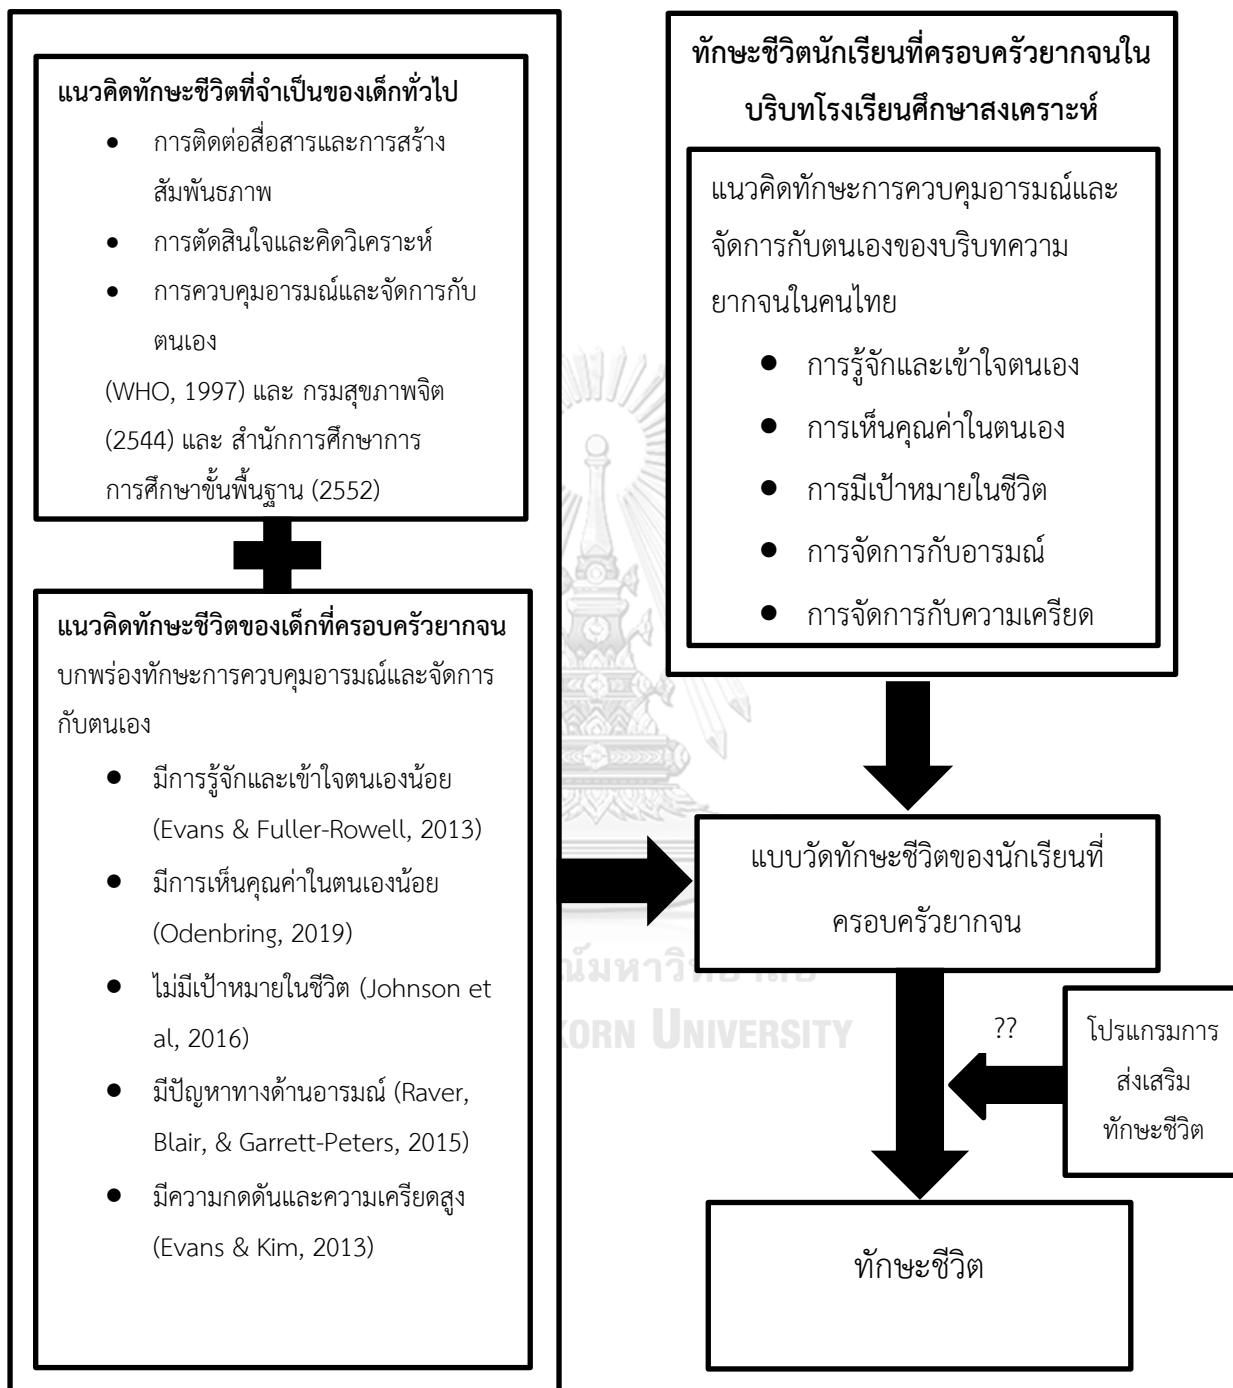 แนวคิดทักษะชีวิตที่จำเป็นของเด็กทั่วไป
● การติดต่อสื่อสารและการสร้าง
สัมพันธภาพ
● การตัดสินใจและคิดวิเคราะห์
● การควบคุมอารมณ์และจัดการกับ
ตนเอง
(WHO, 1997) และ กรมสุขภาพจิต
(2544) และ สำนักการศึกษาการ
การศึกษาขั้นพื้นฐาน (2552)
แนวคิดทักษะชีวิตของเด็กที่ครอบครัวยากจน
บกพร่องทักษะการควบคุมอารมณ์และจัดการ
กับตนเอง
● มีการรู้จักและเข้าใจตนเองน้อย
(Evans & Fuller-Rowell, 2013)
● มีการเห็นคุณค่าในตนเองน้อย
(Odenbring, 2019)
● ไม่มีเป้าหมายในชีวิต (Johnson et
al, 2016)
● มีปัญหาทางด้านอารมณ์ (Raver,
Blair, & Garrett-Peters, 2015)
● มีความกดดันและความเครียดสูง
(Evans & Kim, 2013)
ทักษะชีวิตนักเรียนที่ครอบครัวยากจนใน
บริบทโรงเรียนศึกษาสงเคราะห์
แนวคิดทักษะการควบคุมอารมณ์และ
จัดการกับตนเองของบริบทความ
ยากจนในคนไทย
● การรู้จักและเข้าใจตนเอง
● การเห็นคุณค่าในตนเอง
● การมีเป้าหมายในชีวิต
● การจัดการกับอารมณ์
● การจัดการกับความเครียด
แบบวัดทักษะชีวิตของนักเรียนที่
ครอบครัวยากจน
??
โปรแกรมการ
ส่งเสริม
ทักษะชีวิต
ทักษะชีวิต
KORN UNIVERSITY